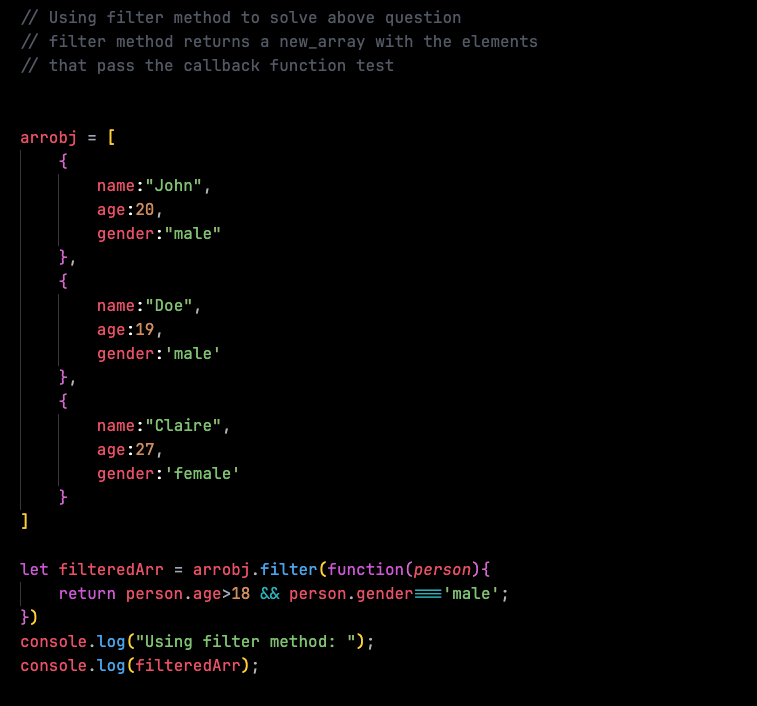 // Using filter method to solve above question
// filter method returns a new_array with the elements
// that pass the callback function test
arrobj = [
{
name:"John",
age:20,
gender:"male"
},
{
name:"Doe",
age:19,
gender:'male'
},
{
name:"Claire",
age:27,
gender:'female'
}
]
let filteredArr = arrobj.filter(function(person){
return person.age>18 && person.gender==='male';
})
console.log("Using filter method: ");
console.log(filteredArr);